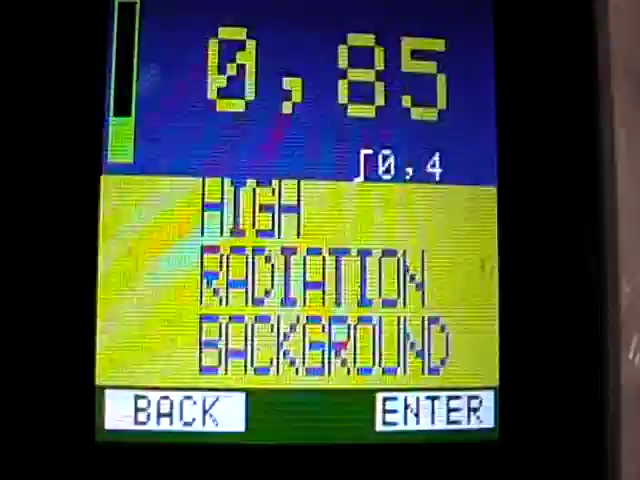 0,85
∫0,4
HIGH
RADIATION
BACKGROUND
BACK ENTER